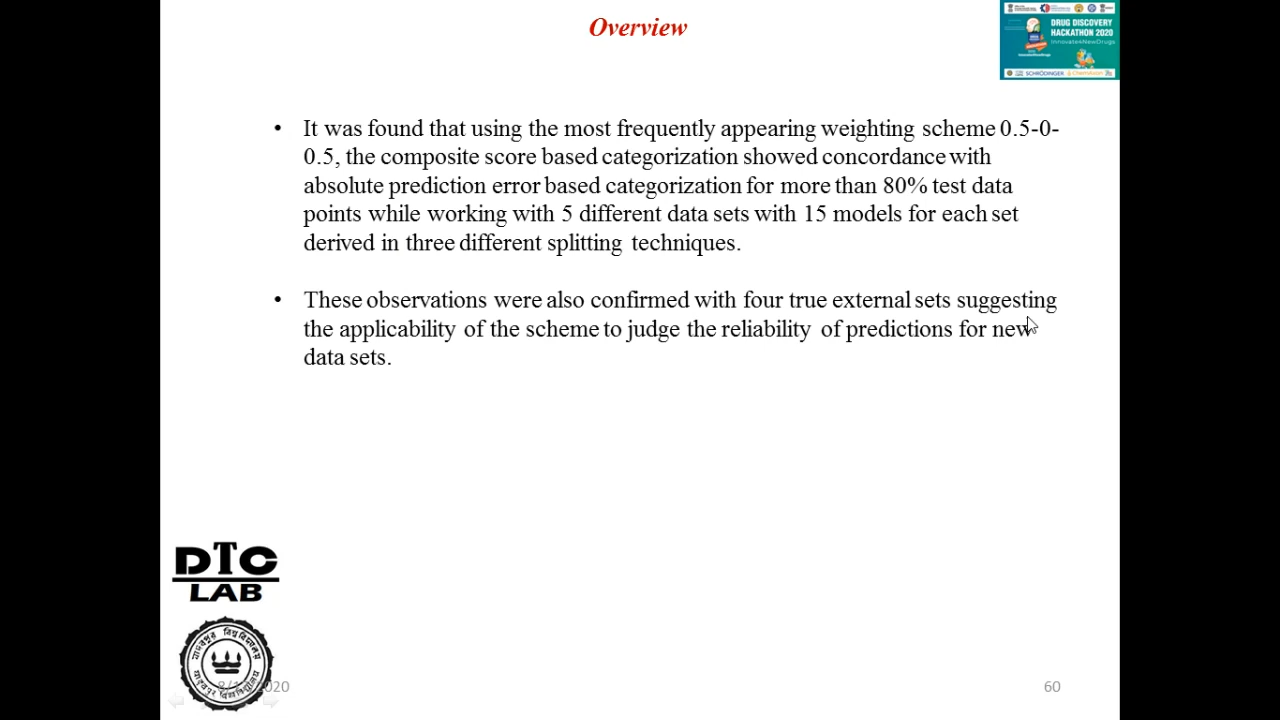 Overview
DRUG DISCOVERY
HACKATHON 2020
• It was found that using the most frequently appearing weighting scheme 0.5-0-
0.5, the composite score based categorization showed concordance with
absolute prediction error based categorization for more than 80% test data
points while working with 5 different data sets with 15 models for each set
derived in three different splitting techniques.
• These observations were also confirmed with four true external sets suggesting
the applicability of the scheme to judge the reliability of predictions for new
data sets.
DTC
LAB
যাদবপুর বিশ্ববিদ্যালয়
2020
60
SCHRÖDINGER